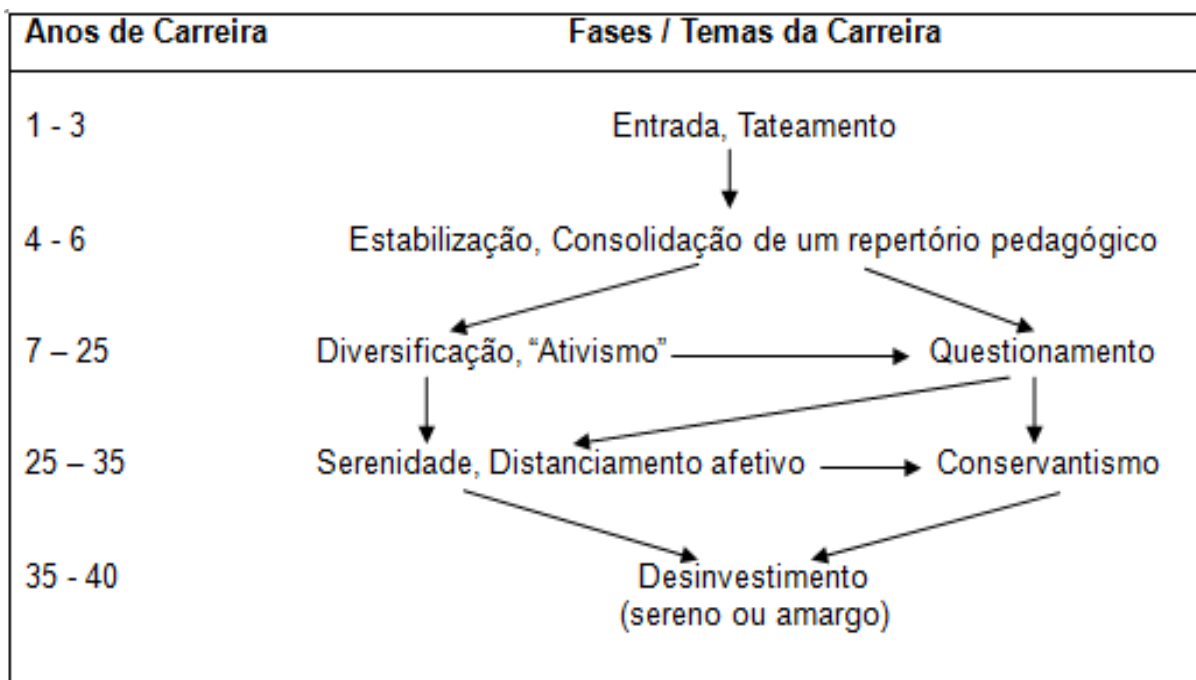 Anos de Carreira Fases / Temas da Carreira
1 - 3 Entrada, Tateamento
4 - 6 Estabilização, Consolidação de um repertório pedagógico
7 – 25 Diversificação, “Ativismo” Questionamento
25 – 35 Serenidade, Distanciamento afetivo Conservantismo
35 - 40 Desinvestimento
(sereno ou amargo)